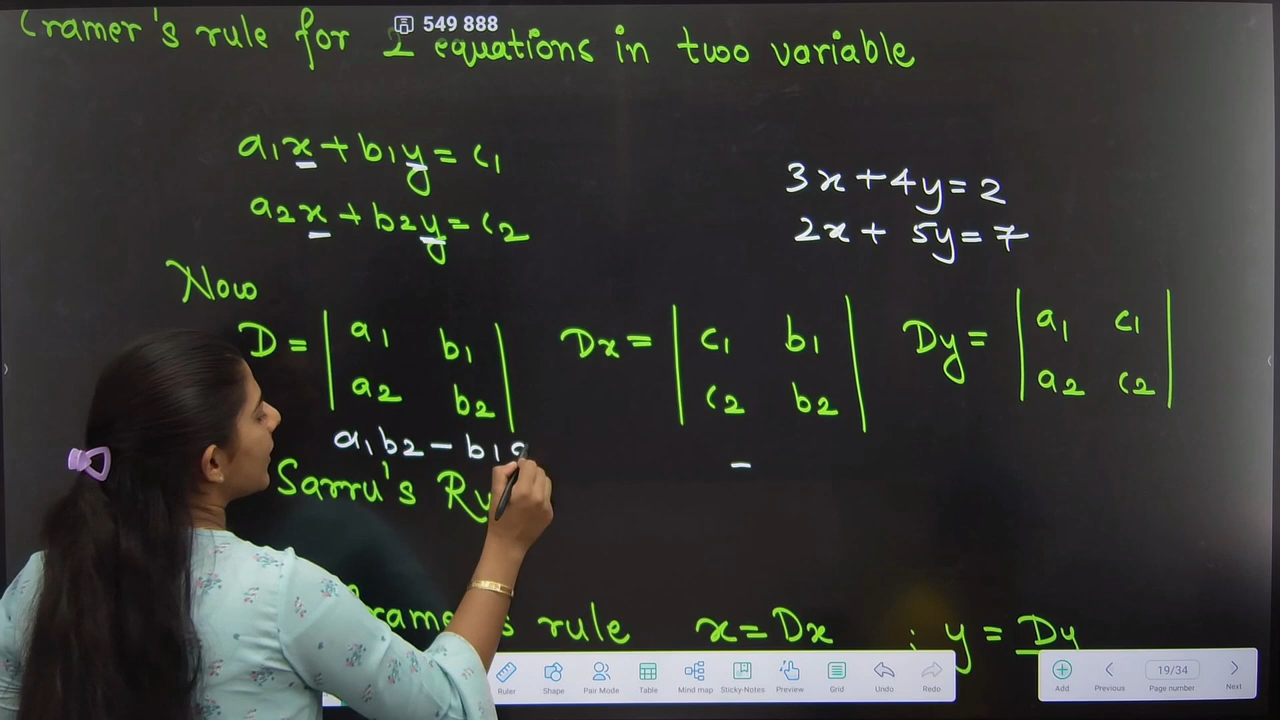 549 888
Cramer's rule for 2 equations in two variable
a1x + b1y = c1
a2x + b2y = c2
3x + 4y = 2
2x + 5y = 7
Now
D = | a1 b1 | Dx = | c1 b1 | Dy = | a1 c1 |
| a2 b2 | | c2 b2 | | a2 c2 |
a1b2 - b1 -
Sarru's
rule x = Dx ; y = Dy
Ruler Shape Pair Mode Table Mind map Sticky-Notes Preview Grid Undo Redo Add Previous 19/34 Next
Page number